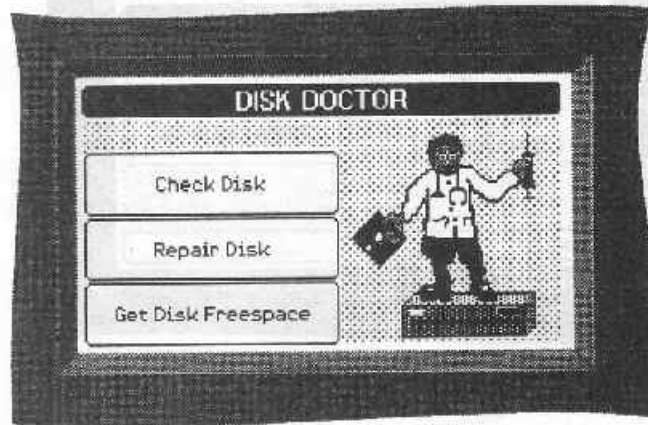 DISK DOCTOR
Check Disk
Repair Disk
Get Disk Freespace